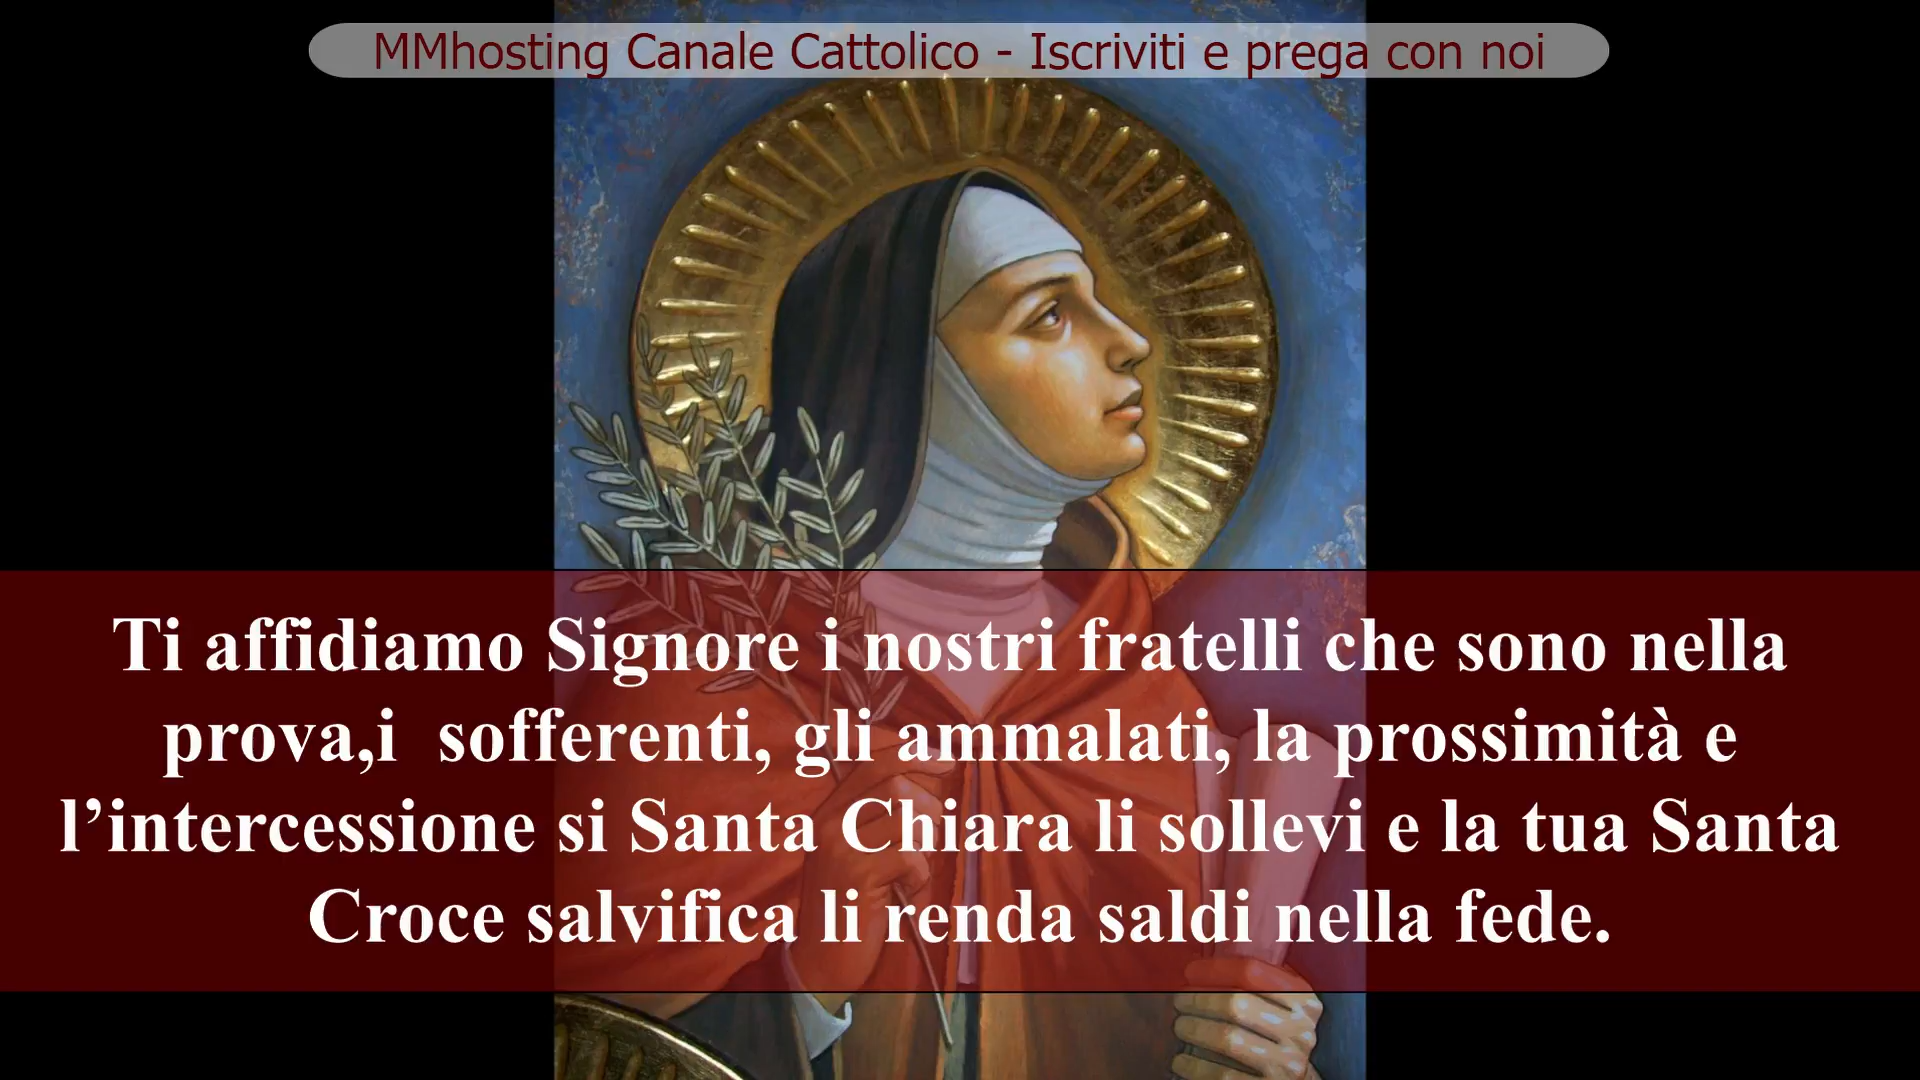 MMhosting Canale Cattolico - Iscriviti e prega con noi
Ti affidiamo Signore i nostri fratelli che sono nella
prova,i  sofferenti, gli ammalati, la prossimità e
l’intercessione si Santa Chiara li sollevi e la tua Santa
Croce salvifica li renda saldi nella fede.